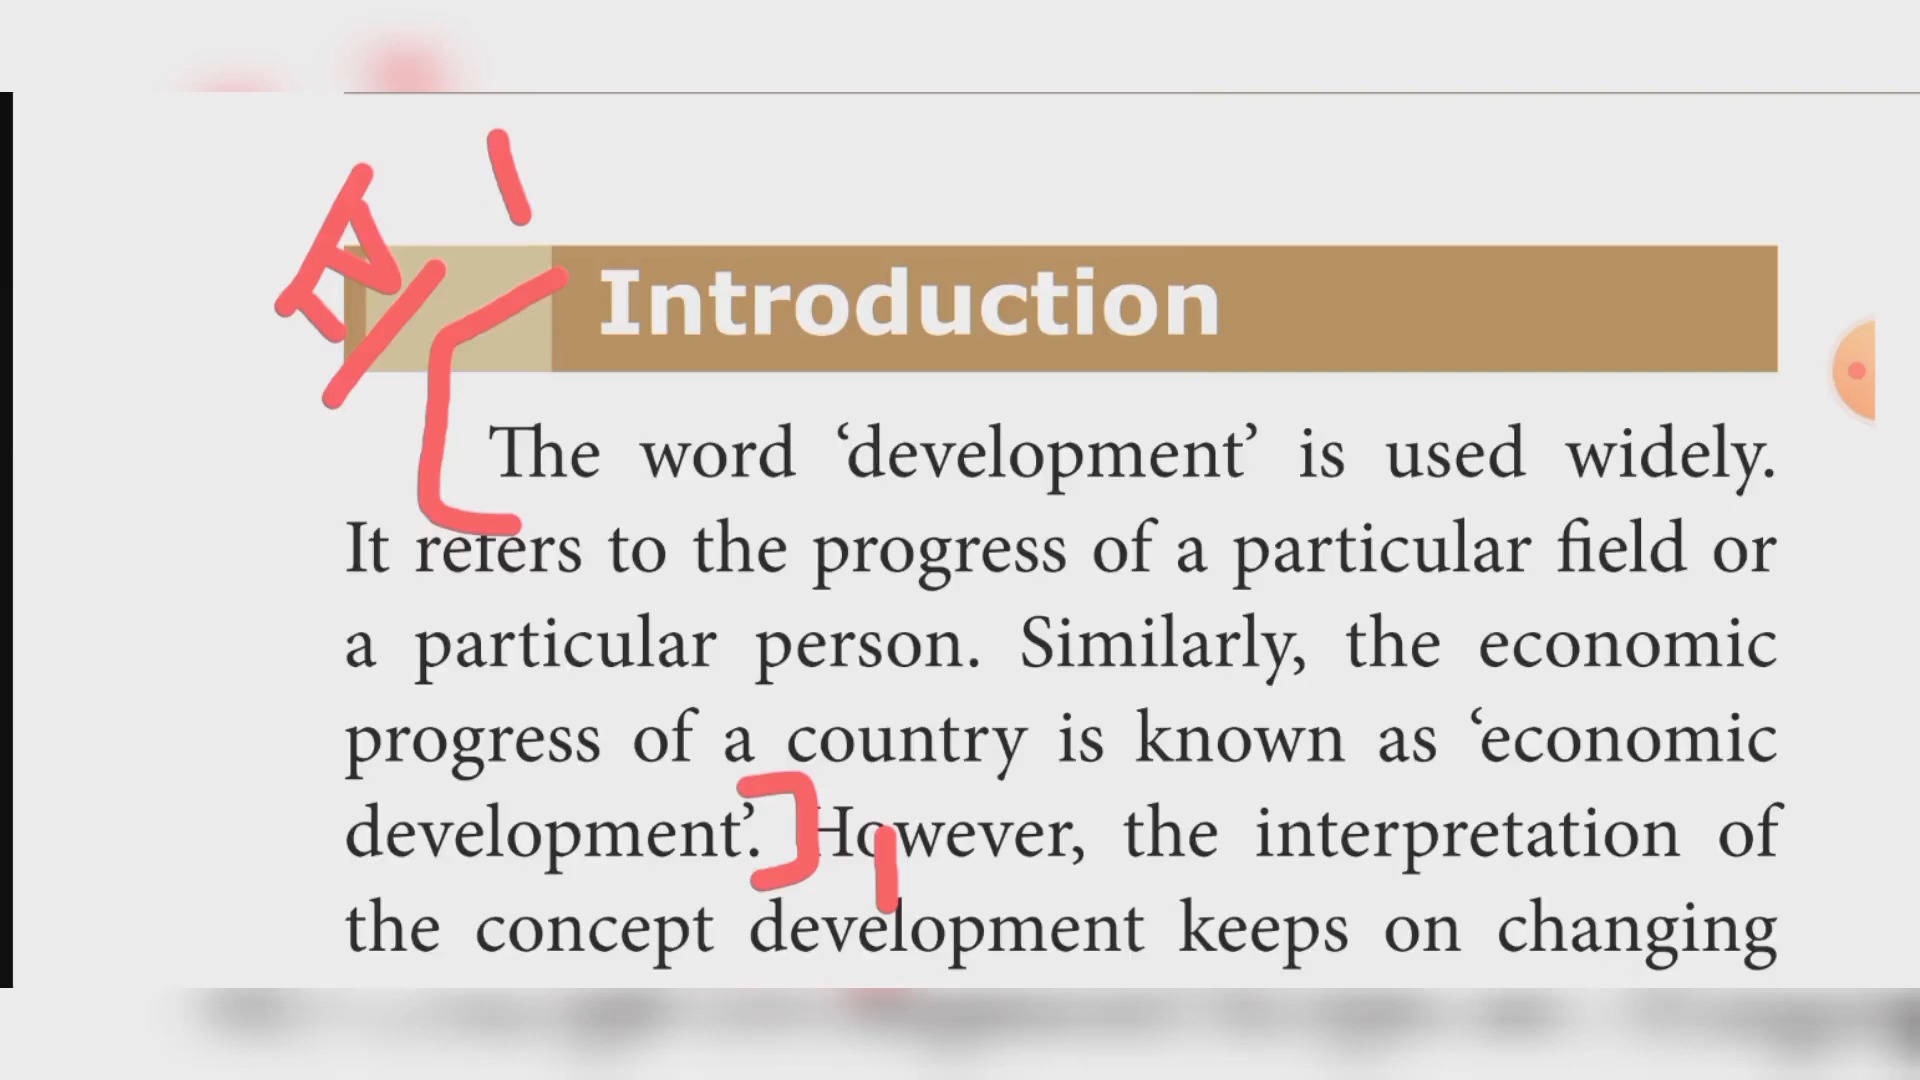 Introduction
The word ‘development’ is used widely.
It refers to the progress of a particular field or
a particular person. Similarly, the economic
progress of a country is known as ‘economic
development’. However, the interpretation of
the concept development keeps on changing